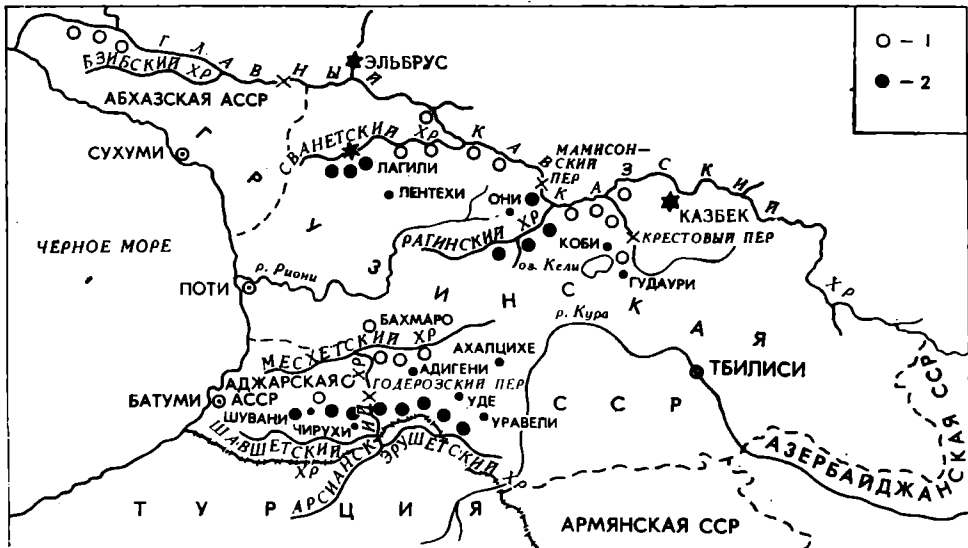 ГЛАВНЫЙ КАВКАЗСКИЙ ХР
○ - 1
● - 2
БЗИБСКИЙ ХР
ЭЛЬБРУС
АБХАЗСКАЯ АССР
СУХУМИ
СВАНЕТСКИЙ ХР
МАМИСОН-
СКИЙ
ПЕР
ЛАГИЛИ
ЛЕНТЕХИ
ОНИ
КАЗБЕК
РАГИНСКИЙ ХР
КОБИ
КРЕСТОВЫЙ ПЕР
ЧЕРНОЕ МОРЕ
оз. Кели
ГУДАУРИ
р. Риони
ПОТИ
ГРУЗИНСКАЯ
ССР
р. Кура
БАХМАРО
МЕСХЕТСКИЙ ХР
АХАЛЦИХЕ
АДИГЕНИ
ТБИЛИСИ
АДЖАРСКАЯ
АССР
ГОДЕРОЗСКИЙ ПЕР
БАТУМИ
УДЕ
ШУВАНИ
УРАВЕЛИ
ЧИРУХИ
ШАВШЕТСКИЙ
ХР
АРСИАНСКИЙ ХР
ЭРУШЕТСКИЙ ХР
АЗЕРБАЙДЖАНСКАЯ ССР
ТУРЦИЯ
АРМЯНСКАЯ ССР